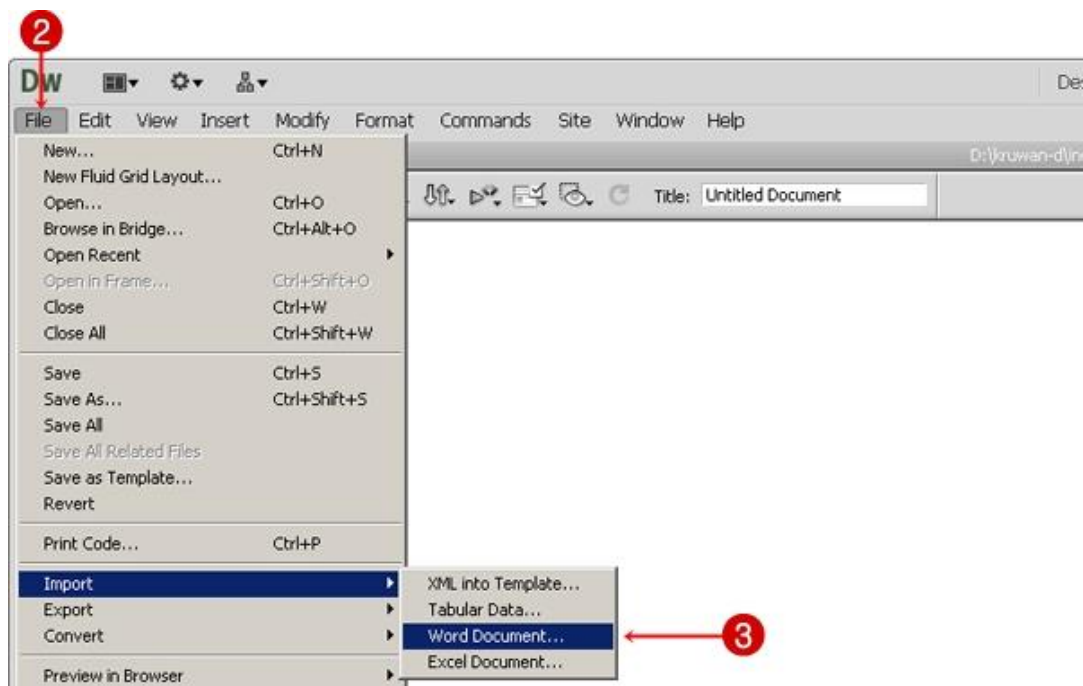 2
Dw
Des
File Edit View Insert Modify Format Commands Site Window Help
D:\kruwan-d\in
Title: Untitled Document
New... Ctrl+N
New Fluid Grid Layout...
Open... Ctrl+O
Browse in Bridge... Ctrl+Alt+O
Open Recent
Open in Frame... Ctrl+Shift+O
Close Ctrl+W
Close All Ctrl+Shift+W
Save Ctrl+S
Save As... Ctrl+Shift+S
Save All
Save All Related Files
Save as Template...
Revert
Print Code... Ctrl+P
Import
Export
Convert
Preview in Browser
XML into Template...
Tabular Data...
Word Document...
Excel Document...
3